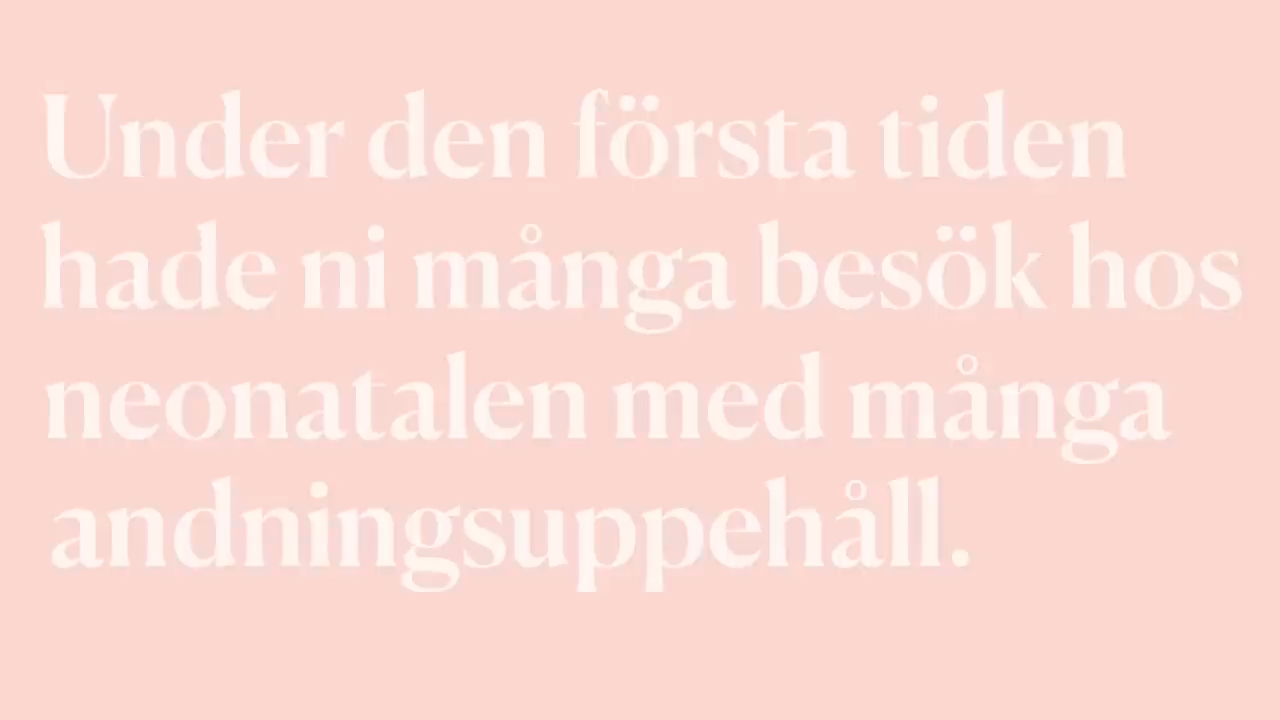 Under den första tiden
hade ni många besök hos
neonatalen med många
andningsuppehåll.